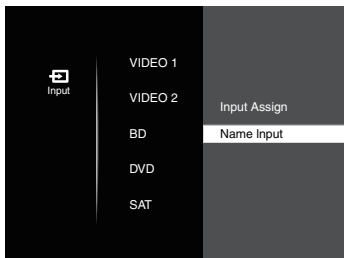 Input
VIDEO 1
VIDEO 2
BD
DVD
SAT
Input Assign
Name Input